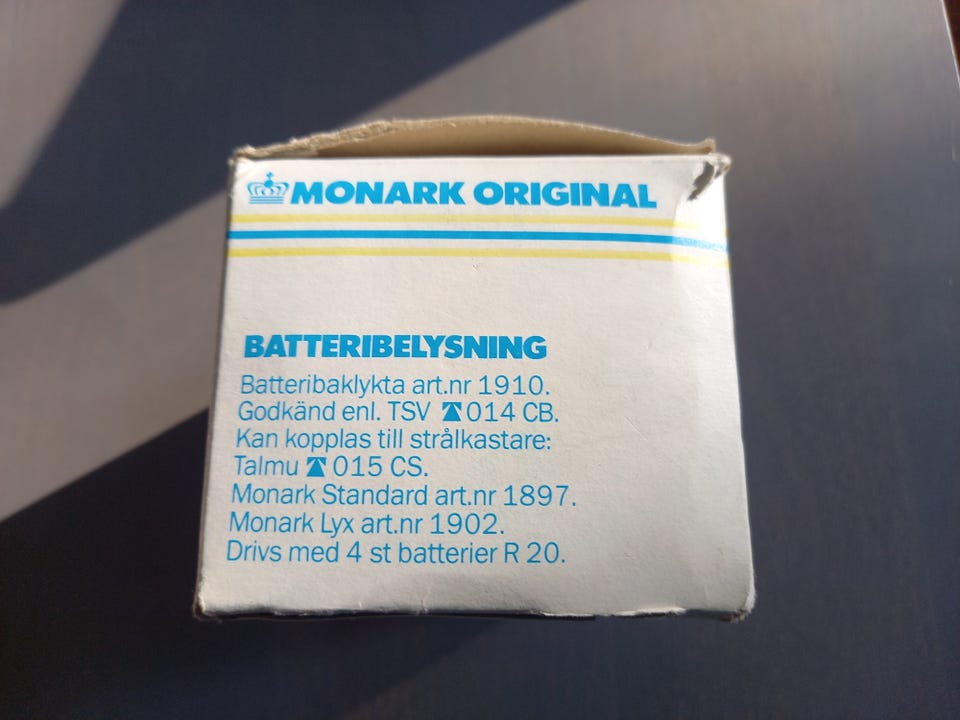 MONARK ORIGINAL
BATTERIBELYSNING
Batteribaklykta art.nr 1910.
Godkänd enl. TSV 014 CB.
Kan kopplas till strålkastare:
Talmu 015 CS.
Monark Standard art.nr 1897.
Monark Lyx art.nr 1902.
Drivs med 4 st batterier R 20.